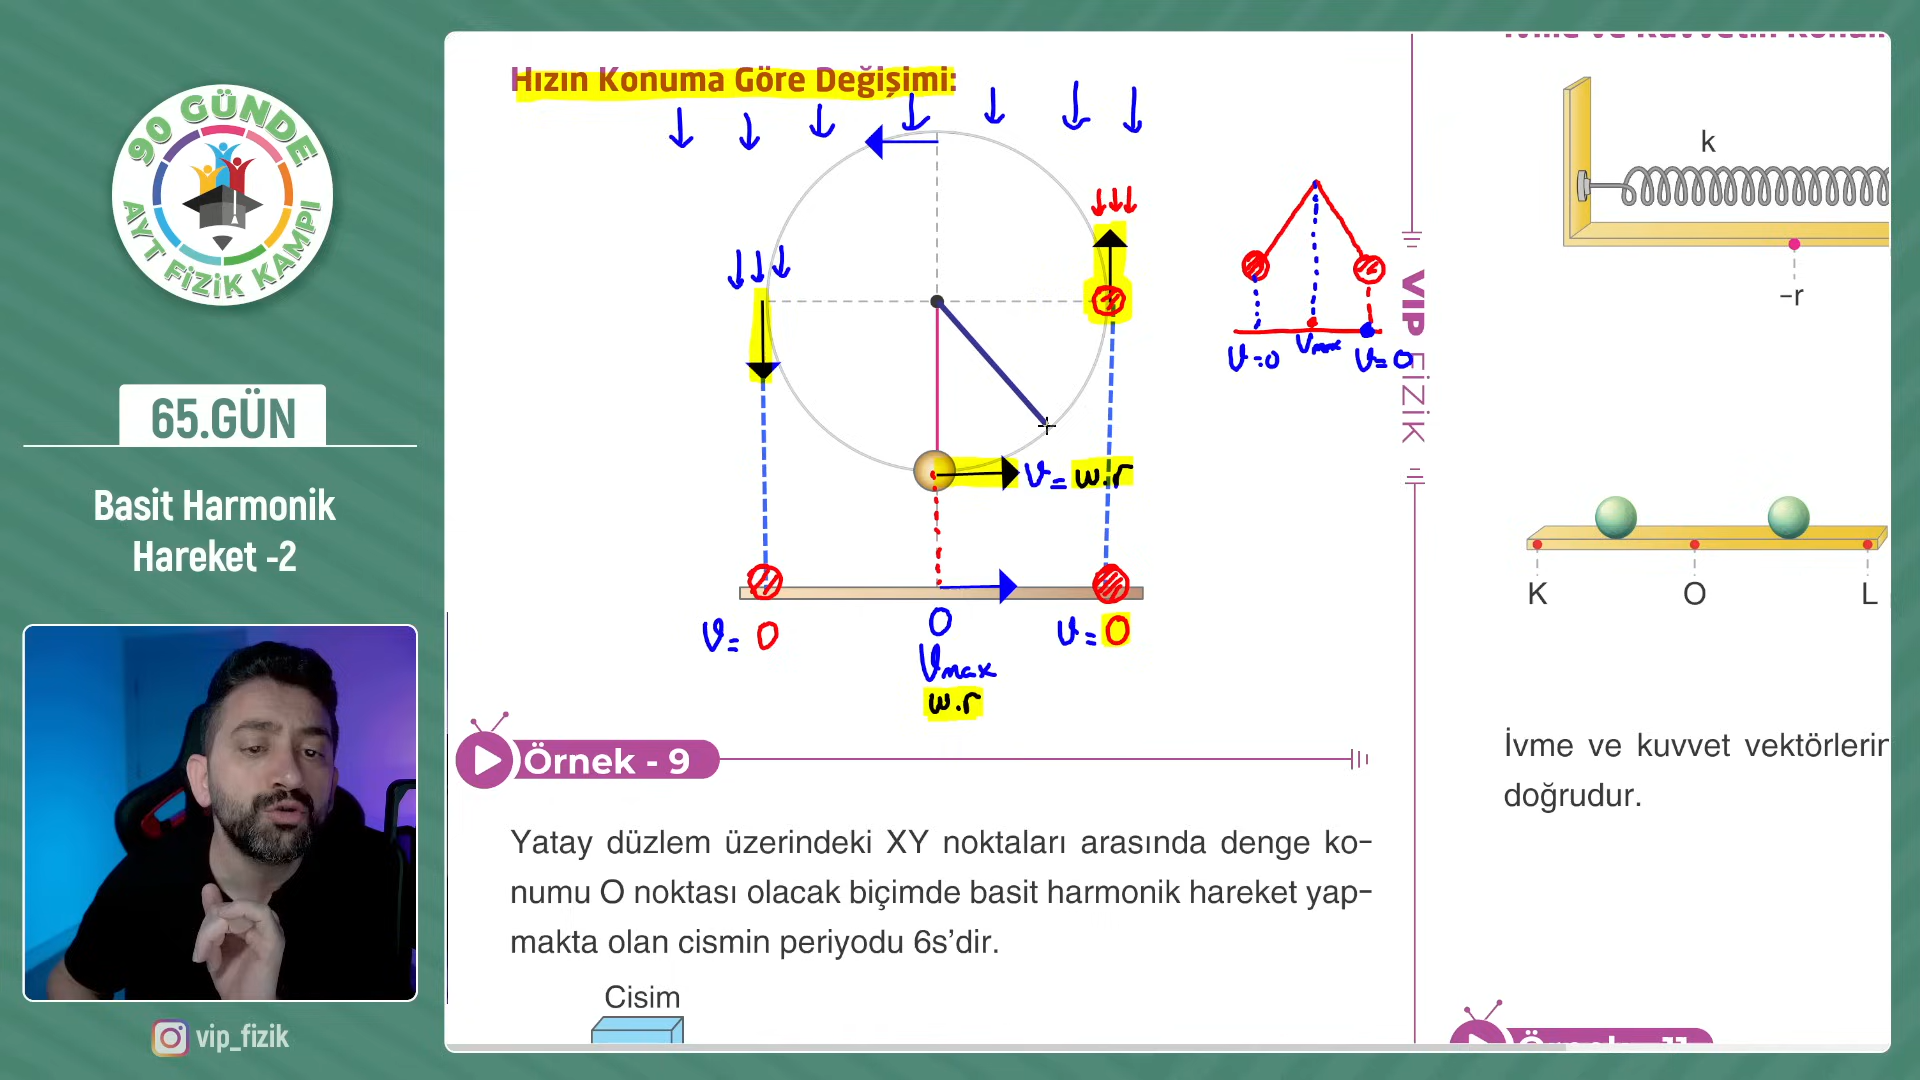 90 GÜNDE
AYT FİZİK KAMPI
65.GÜN
Basit Harmonik
Hareket -2
vip_fizik
Hızın Konuma Göre Değişimi:
v= w.r
v= 0
O
Vmax
w.r
v= 0
v=0
Vmax
v=0
VIP FİZİK
Örnek - 9
Yatay düzlem üzerindeki XY noktaları arasında denge ko-
numu O noktası olacak biçimde basit harmonik hareket yap-
makta olan cismin periyodu 6s'dir.
Cisim
k
-r
K O L
İvme ve kuvvet vektörlerin
doğrudur.